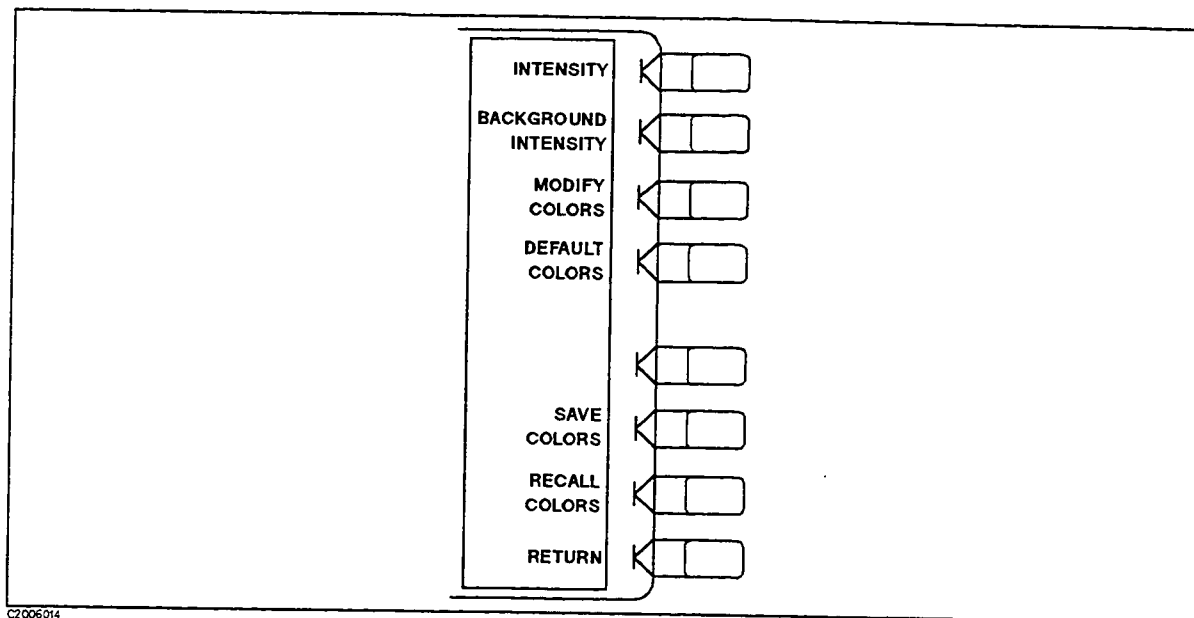 INTENSITY
BACKGROUND
INTENSITY
MODIFY
COLORS
DEFAULT
COLORS
SAVE
COLORS
RECALL
COLORS
RETURN
C2006014